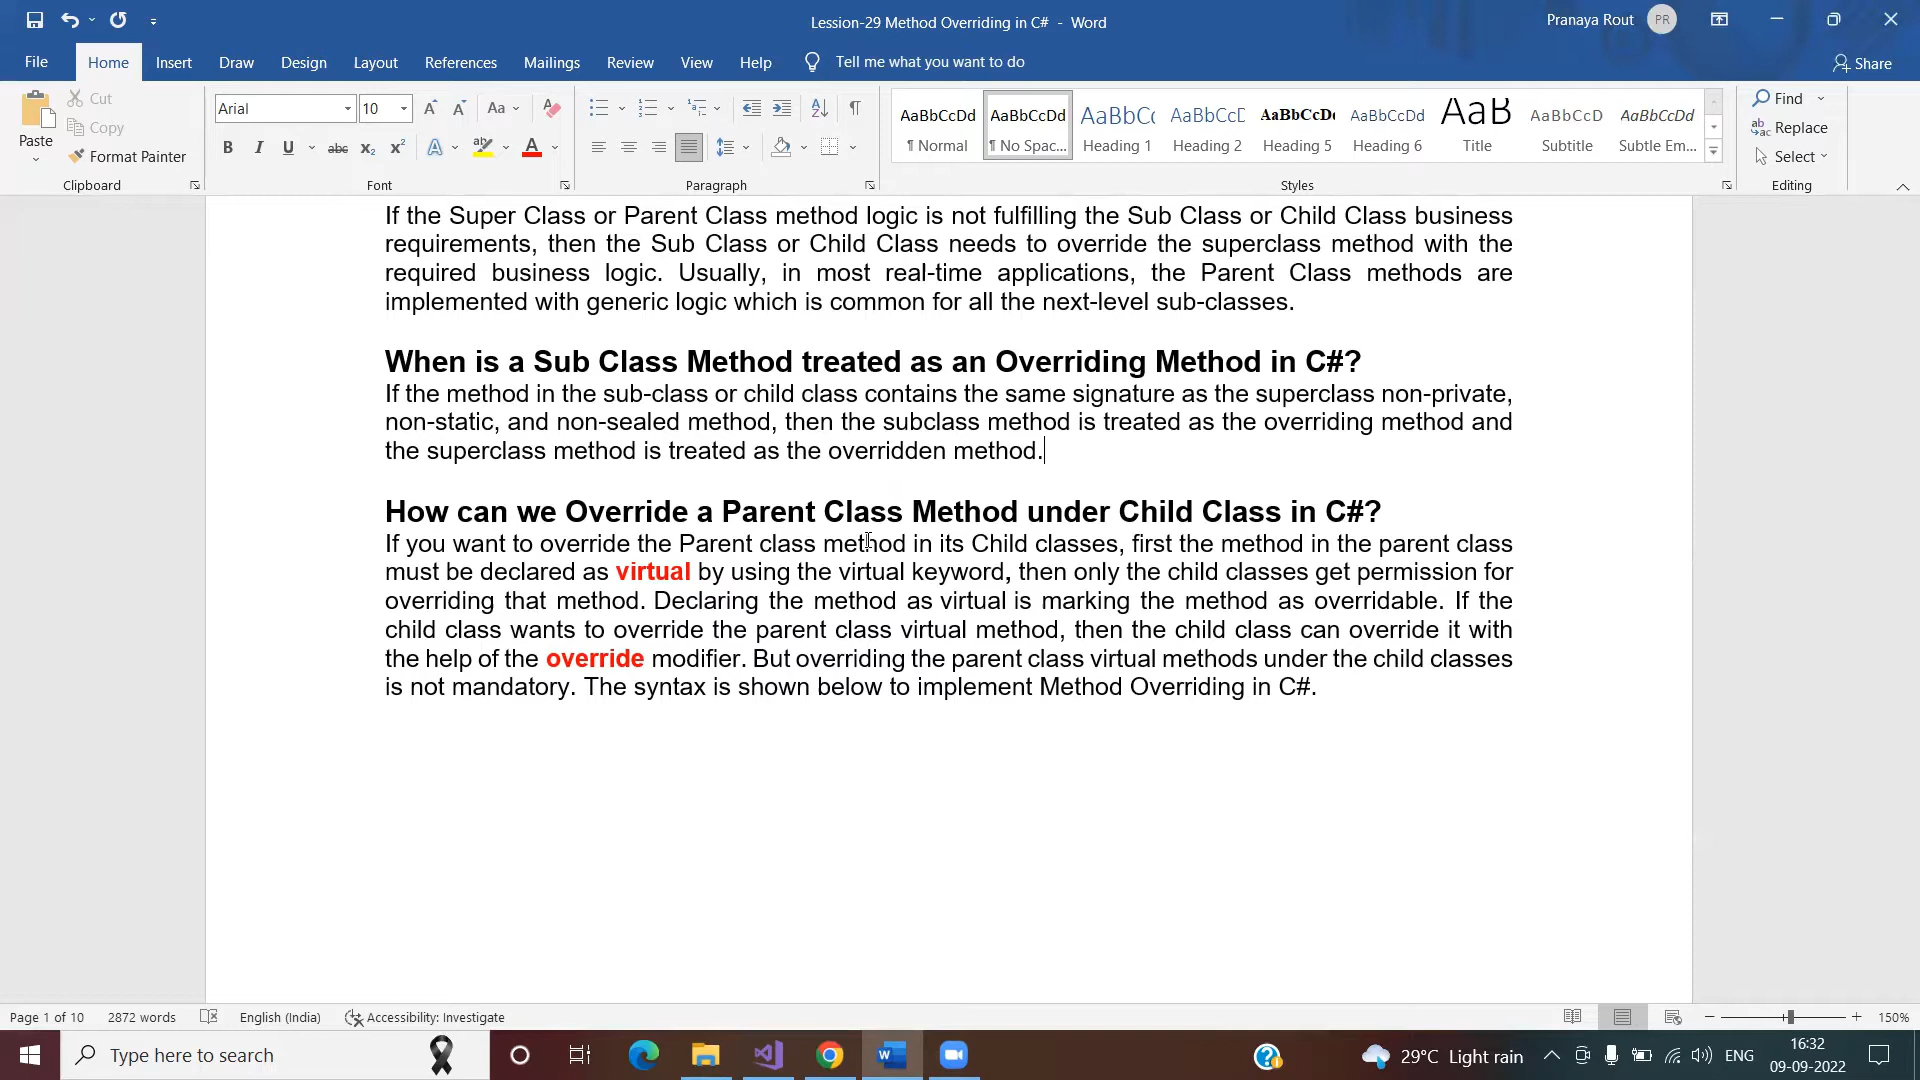 Lession-29 Method Overriding in C# - Word
Pranaya Rout
PR
File
Home
Insert
Draw
Design
Layout
References
Mailings
Review
View
Help
Tell me what you want to do
Share
Paste
Cut
Copy
Format Painter
Clipboard
Arial
10
Font
Paragraph
AaBbCcDd
¶ Normal
AaBbCcDd
¶ No Spac...
AaBbCc
Heading 1
AaBbCcD
Heading 2
AaBbCcDd
Heading 5
AaBbCcDd
Heading 6
AaB
Title
AaBbCcD
Subtitle
AaBbCcDd
Subtle Em...
Styles
Find
Replace
Select
Editing
If the Super Class or Parent Class method logic is not fulfilling the Sub Class or Child Class business
requirements, then the Sub Class or Child Class needs to override the superclass method with the
required business logic. Usually, in most real-time applications, the Parent Class methods are
implemented with generic logic which is common for all the next-level sub-classes.
When is a Sub Class Method treated as an Overriding Method in C#?
If the method in the sub-class or child class contains the same signature as the superclass non-private,
non-static, and non-sealed method, then the subclass method is treated as the overriding method and
the superclass method is treated as the overridden method.
How can we Override a Parent Class Method under Child Class in C#?
If you want to override the Parent class method in its Child classes, first the method in the parent class
must be declared as virtual by using the virtual keyword, then only the child classes get permission for
overriding that method. Declaring the method as virtual is marking the method as overridable. If the
child class wants to override the parent class virtual method, then the child class can override it with
the help of the override modifier. But overriding the parent class virtual methods under the child classes
is not mandatory. The syntax is shown below to implement Method Overriding in C#.
Page 1 of 10
2872 words
English (India)
Accessibility: Investigate
150%
Type here to search
29°C Light rain
ENG
16:32
09-09-2022